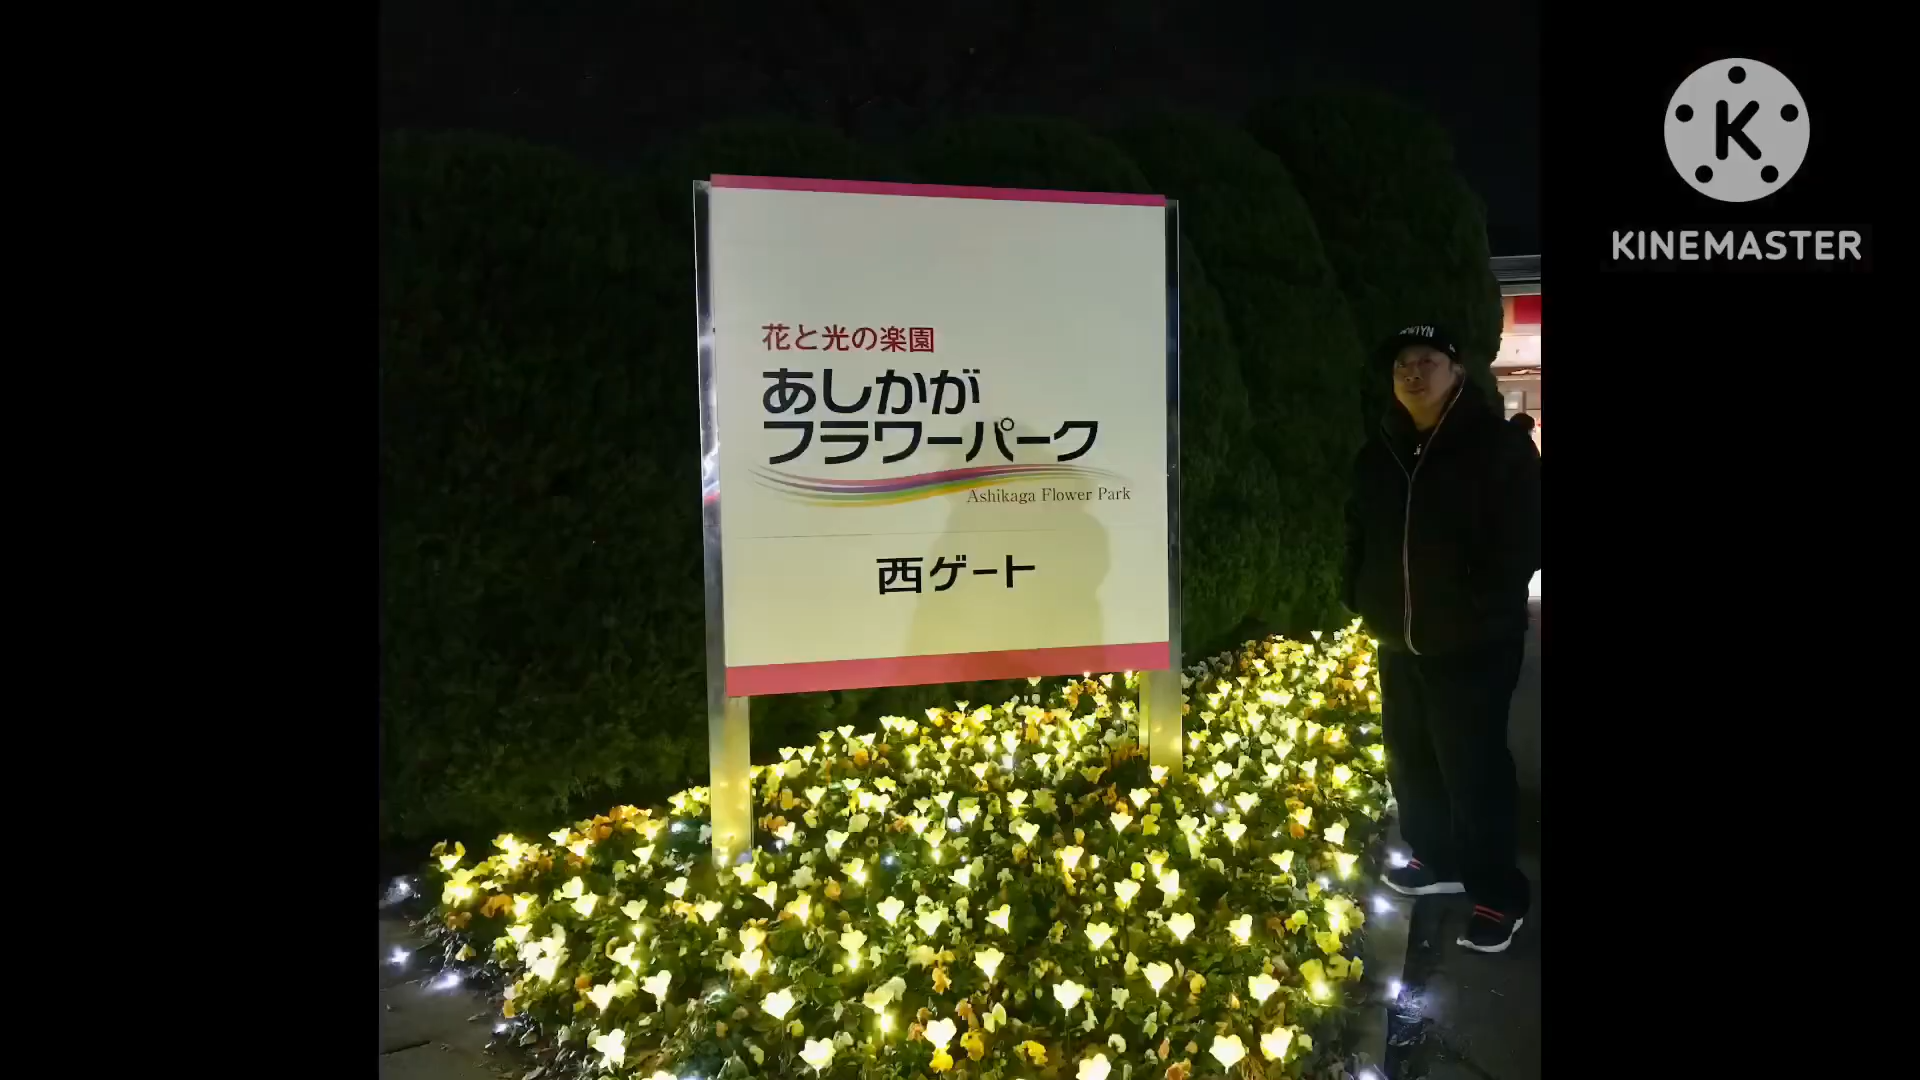 花と光の楽園
あしかが
フラワーパーク
Ashikaga Flower Park
西ゲート
K
KINEMASTER